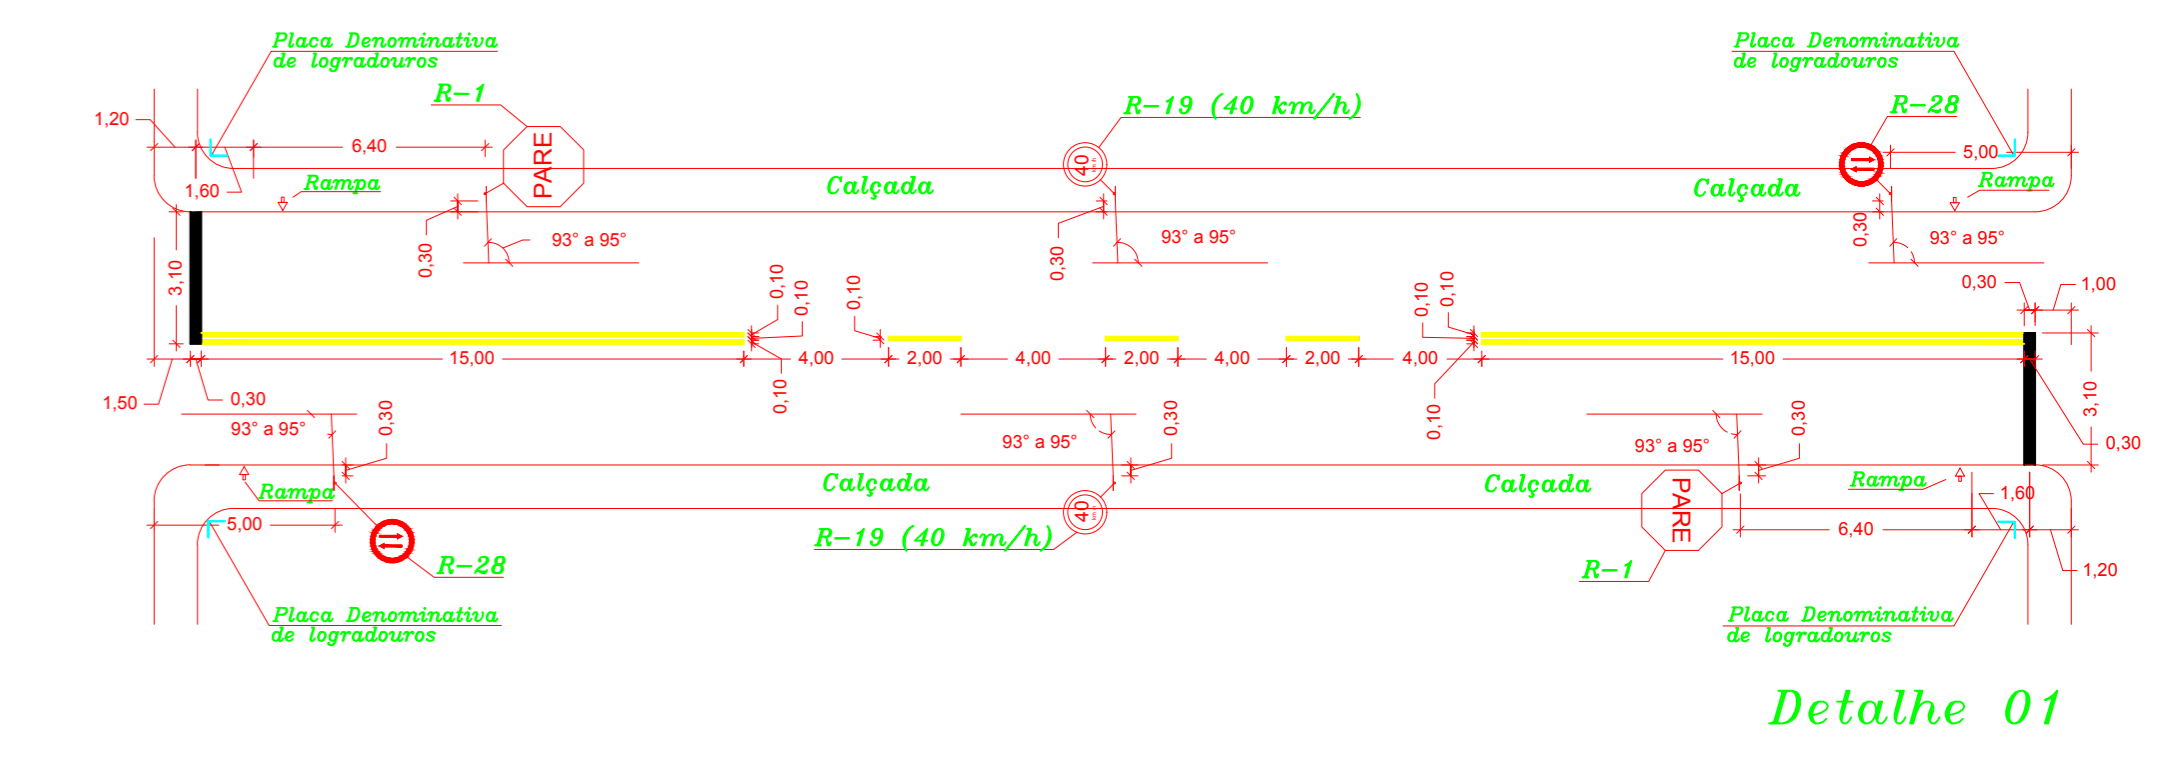 Placa Denominativa
de logradouros
Placa Denominativa
de logradouros
R-1
R-19 (40 km/h)
R-28
1,20
6,40
PARE
40
km/h
5,00
1,60
Rampa
Calçada
Calçada
Rampa
0,30
93° a 95°
0,30
93° a 95°
0,30
93° a 95°
3,10
0,10
0,10
0,10
0,10
0,10
0,30
1,00
15,00
4,00
2,00
4,00
2,00
4,00
2,00
4,00
15,00
0,10
0,10
1,50
0,30
3,10
0,30
93° a 95°
0,30
93° a 95°
0,30
93° a 95°
0,30
Calçada
Calçada
Rampa
Rampa
1,60
5,00
40
km/h
PARE
6,40
R-19 (40 km/h)
R-28
R-1
1,20
Placa Denominativa
de logradouros
Placa Denominativa
de logradouros
Detalhe 01